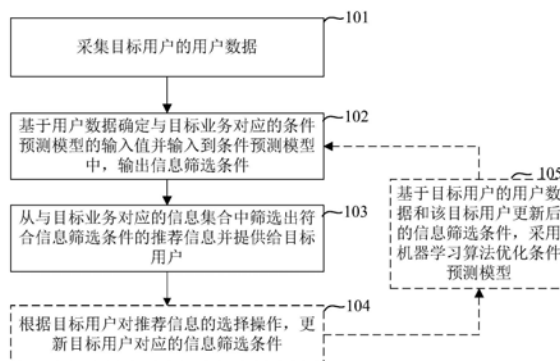 101
采集目标用户的用户数据
102
基于用户数据确定与目标业务对应的条件
预测模型的输入值并输入到条件预测模型
中，输出信息筛选条件
103
从与目标业务对应的信息集合中筛选出符
合信息筛选条件的推荐信息并提供给目标
用户
104
根据目标用户对推荐信息的选择操作，更
新目标用户对应的信息筛选条件
105
基于目标用户的用户数
据和该目标用户更新后
的信息筛选条件，采用
机器学习算法优化条件
预测模型